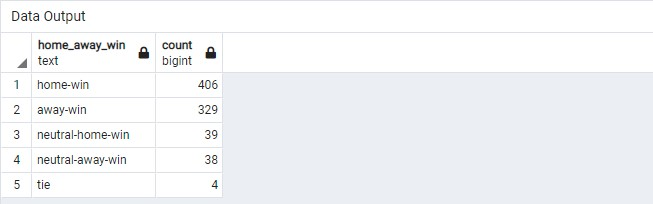 Data Output
home_away_win count
text bigint
1 home-win 406
2 away-win 329
3 neutral-home-win 39
4 neutral-away-win 38
5 tie 4